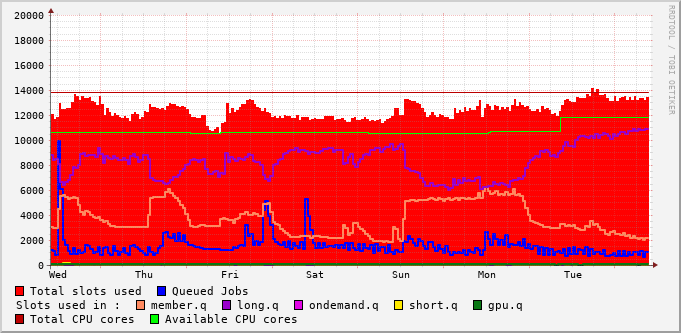 RRDTOOL / TOBI OETIKER
20000
18000
16000
14000
12000
10000
8000
6000
4000
2000
0
Wed Thu Fri Sat Sun Mon Tue
Total slots used Queued Jobs
Slots used in : member.q long.q ondemand.q short.q gpu.q
Total CPU cores Available CPU cores